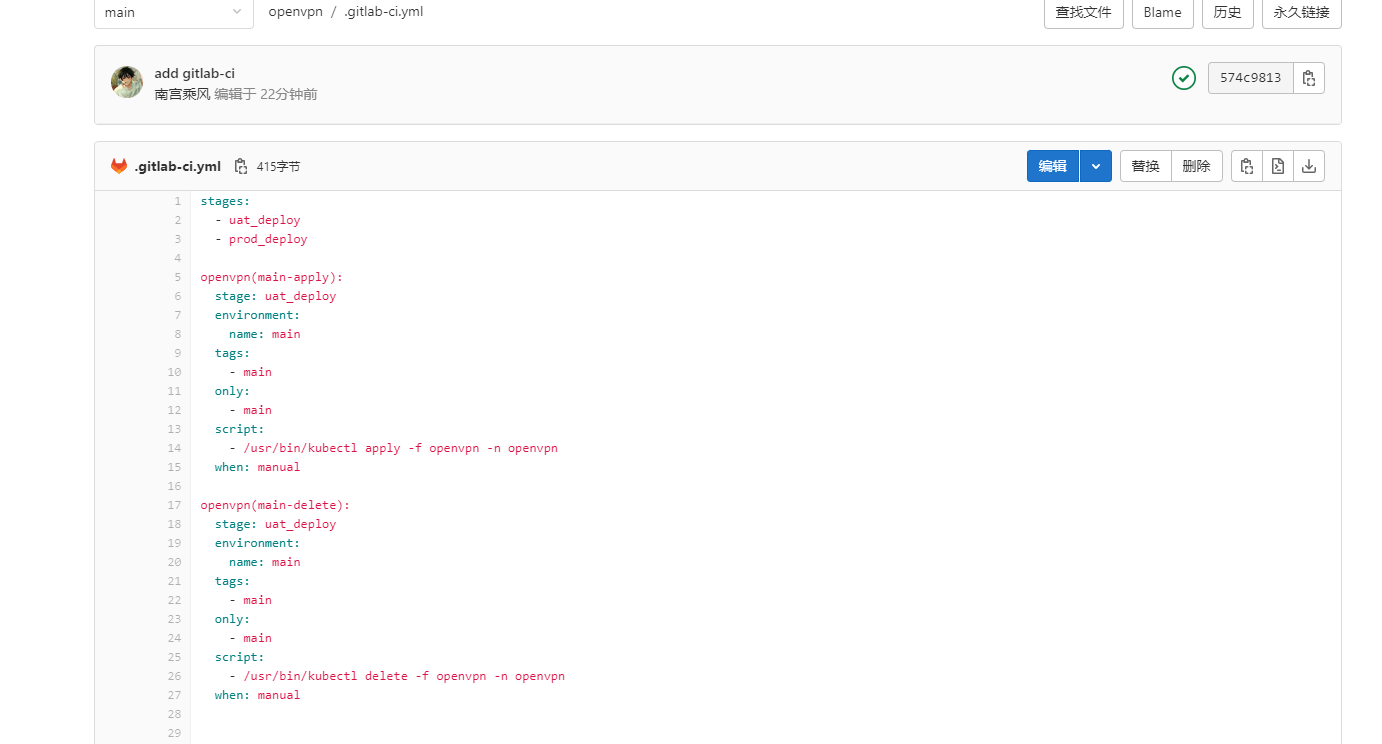 main
openvpn / .gitlab-ci.yml
查找文件
Blame
历史
永久链接
add gitlab-ci
南宫乘风 编辑于 22分钟前
574c9813
.gitlab-ci.yml
415字节
编辑
替换
删除
1 stages:
2   - uat_deploy
3   - prod_deploy
4
5 openvpn(main-apply):
6   stage: uat_deploy
7   environment:
8     name: main
9   tags:
10     - main
11   only:
12     - main
13   script:
14     - /usr/bin/kubectl apply -f openvpn -n openvpn
15   when: manual
16
17 openvpn(main-delete):
18   stage: uat_deploy
19   environment:
20     name: main
21   tags:
22     - main
23   only:
24     - main
25   script:
26     - /usr/bin/kubectl delete -f openvpn -n openvpn
27   when: manual
28
29